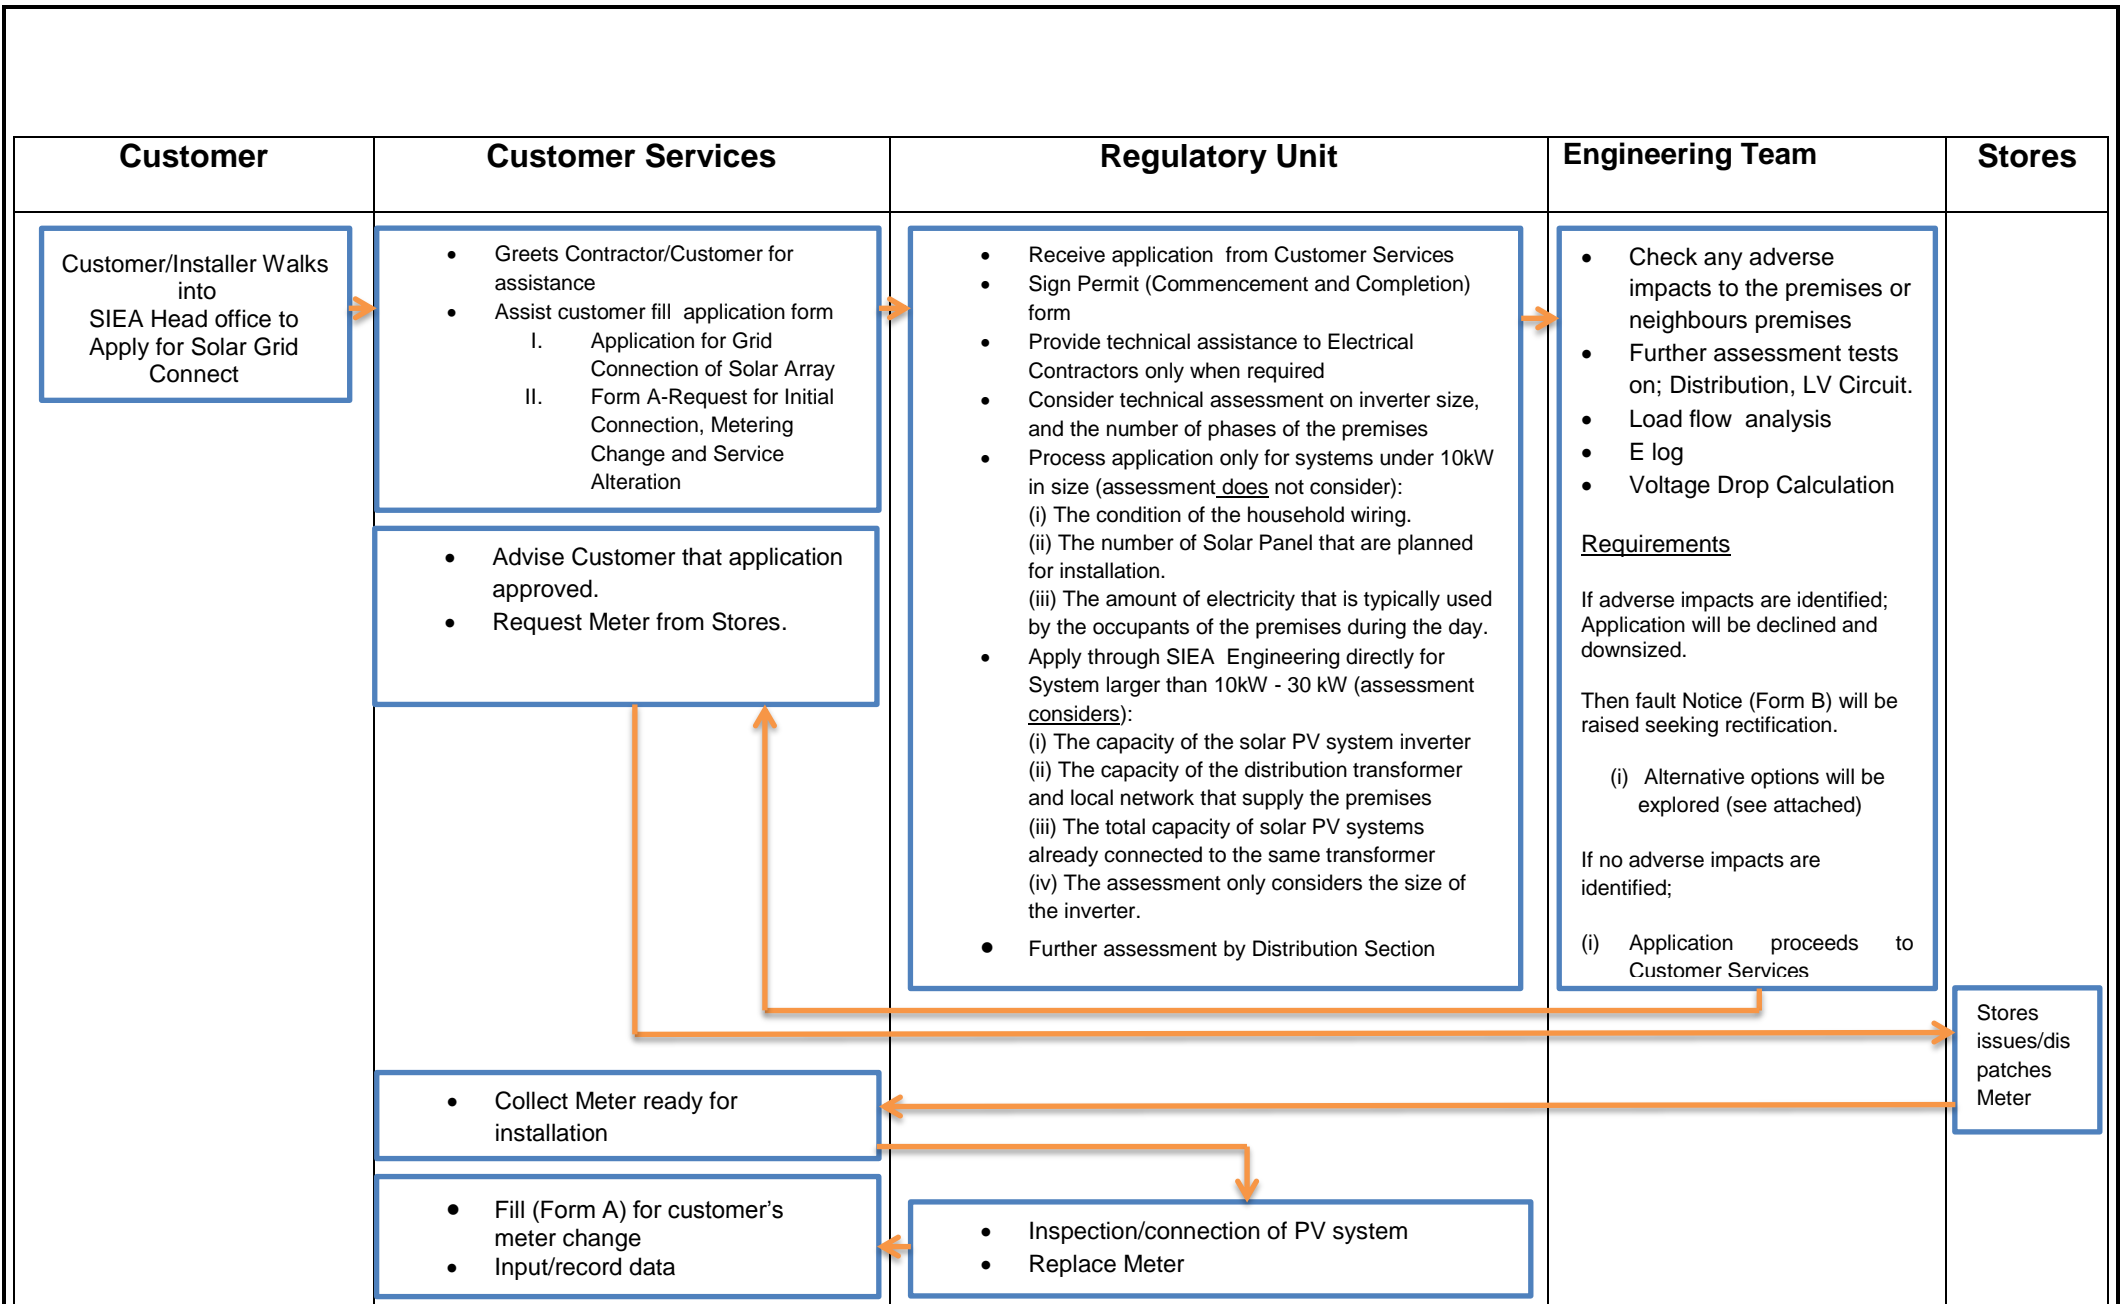 Customer
Customer Services
Regulatory Unit
Engineering Team
Stores
Customer/Installer Walks
into
SIEA Head office to
Apply for Solar Grid
Connect
• Greets Contractor/Customer for
assistance
• Assist customer fill application form
I. Application for Grid
Connection of Solar Array
II. Form A-Request for Initial
Connection, Metering
Change and Service
Alteration
• Advise Customer that application
approved.
• Request Meter from Stores.
• Receive application from Customer Services
• Sign Permit (Commencement and Completion)
form
• Provide technical assistance to Electrical
Contractors only when required
• Consider technical assessment on inverter size,
and the number of phases of the premises
• Process application only for systems under 10kW
in size (assessment does not consider):
(i) The condition of the household wiring.
(ii) The number of Solar Panel that are planned
for installation.
(iii) The amount of electricity that is typically used
by the occupants of the premises during the day.
• Apply through SIEA Engineering directly for
System larger than 10kW - 30 kW (assessment
considers):
(i) The capacity of the solar PV system inverter
(ii) The capacity of the distribution transformer
and local network that supply the premises
(iii) The total capacity of solar PV systems
already connected to the same transformer
(iv) The assessment only considers the size of
the inverter.
• Further assessment by Distribution Section
• Check any adverse
impacts to the premises or
neighbours premises
• Further assessment tests
on; Distribution, LV Circuit.
• Load flow analysis
• E log
• Voltage Drop Calculation
Requirements
If adverse impacts are identified;
Application will be declined and
downsized.
Then fault Notice (Form B) will be
raised seeking rectification.
(i) Alternative options will be
explored (see attached)
If no adverse impacts are
identified;
(i) Application proceeds to
Customer Services
Stores
issues/dis
patches
Meter
• Collect Meter ready for
installation
• Fill (Form A) for customer's
meter change
• Input/record data
• Inspection/connection of PV system
• Replace Meter